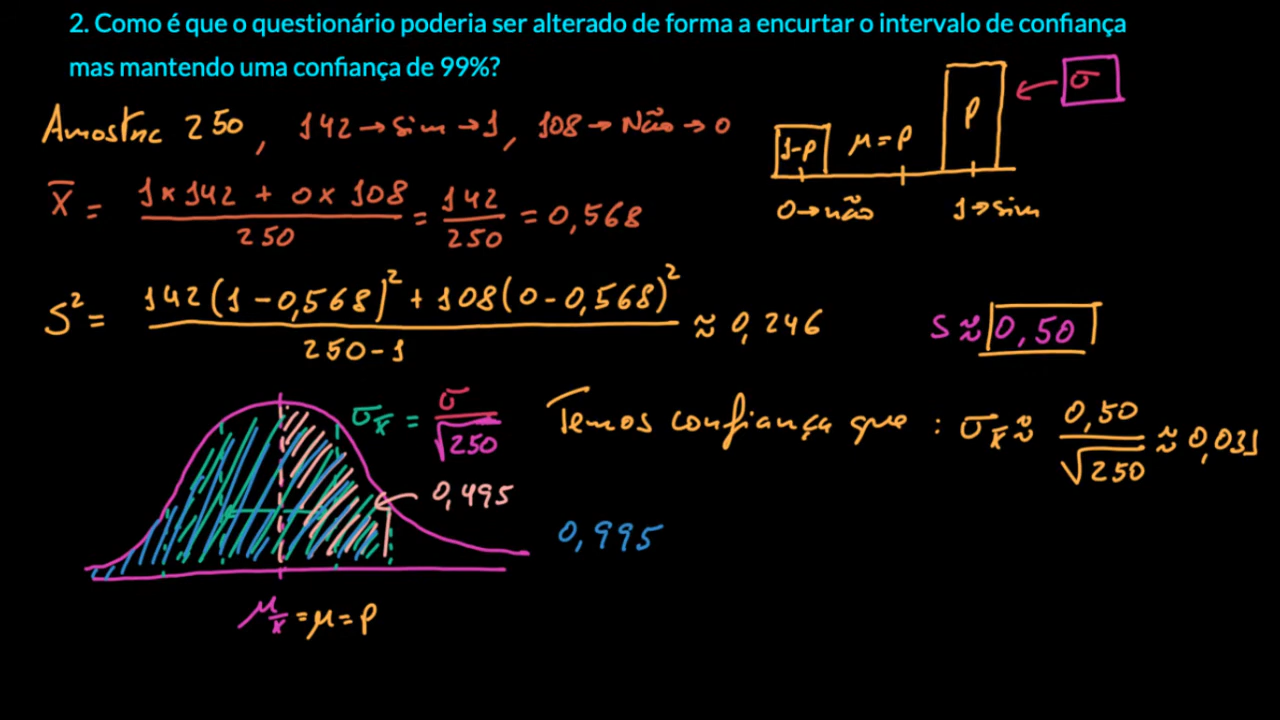 2. Como é que o questionário poderia ser alterado de forma a encurtar o intervalo de confiança
mas mantendo uma confiança de 99%?
Amostra 250, 142 → Sim → 1, 108 → Não → 0
1-p μ = p p ← σ
0 → não 1 → sim
X̄ = (1 × 142 + 0 × 108)/250 = 142/250 = 0,568
S² = (142(1 - 0,568)² + 108(0 - 0,568)²)/(250 - 1) ≈ 0,246
S ≈ 0,50
σx̄ = σ/√250
Temos confiança que : σx̄ ≈ 0,50/√250 ≈ 0,031
0,495
0,995
μx̄ = μ = p